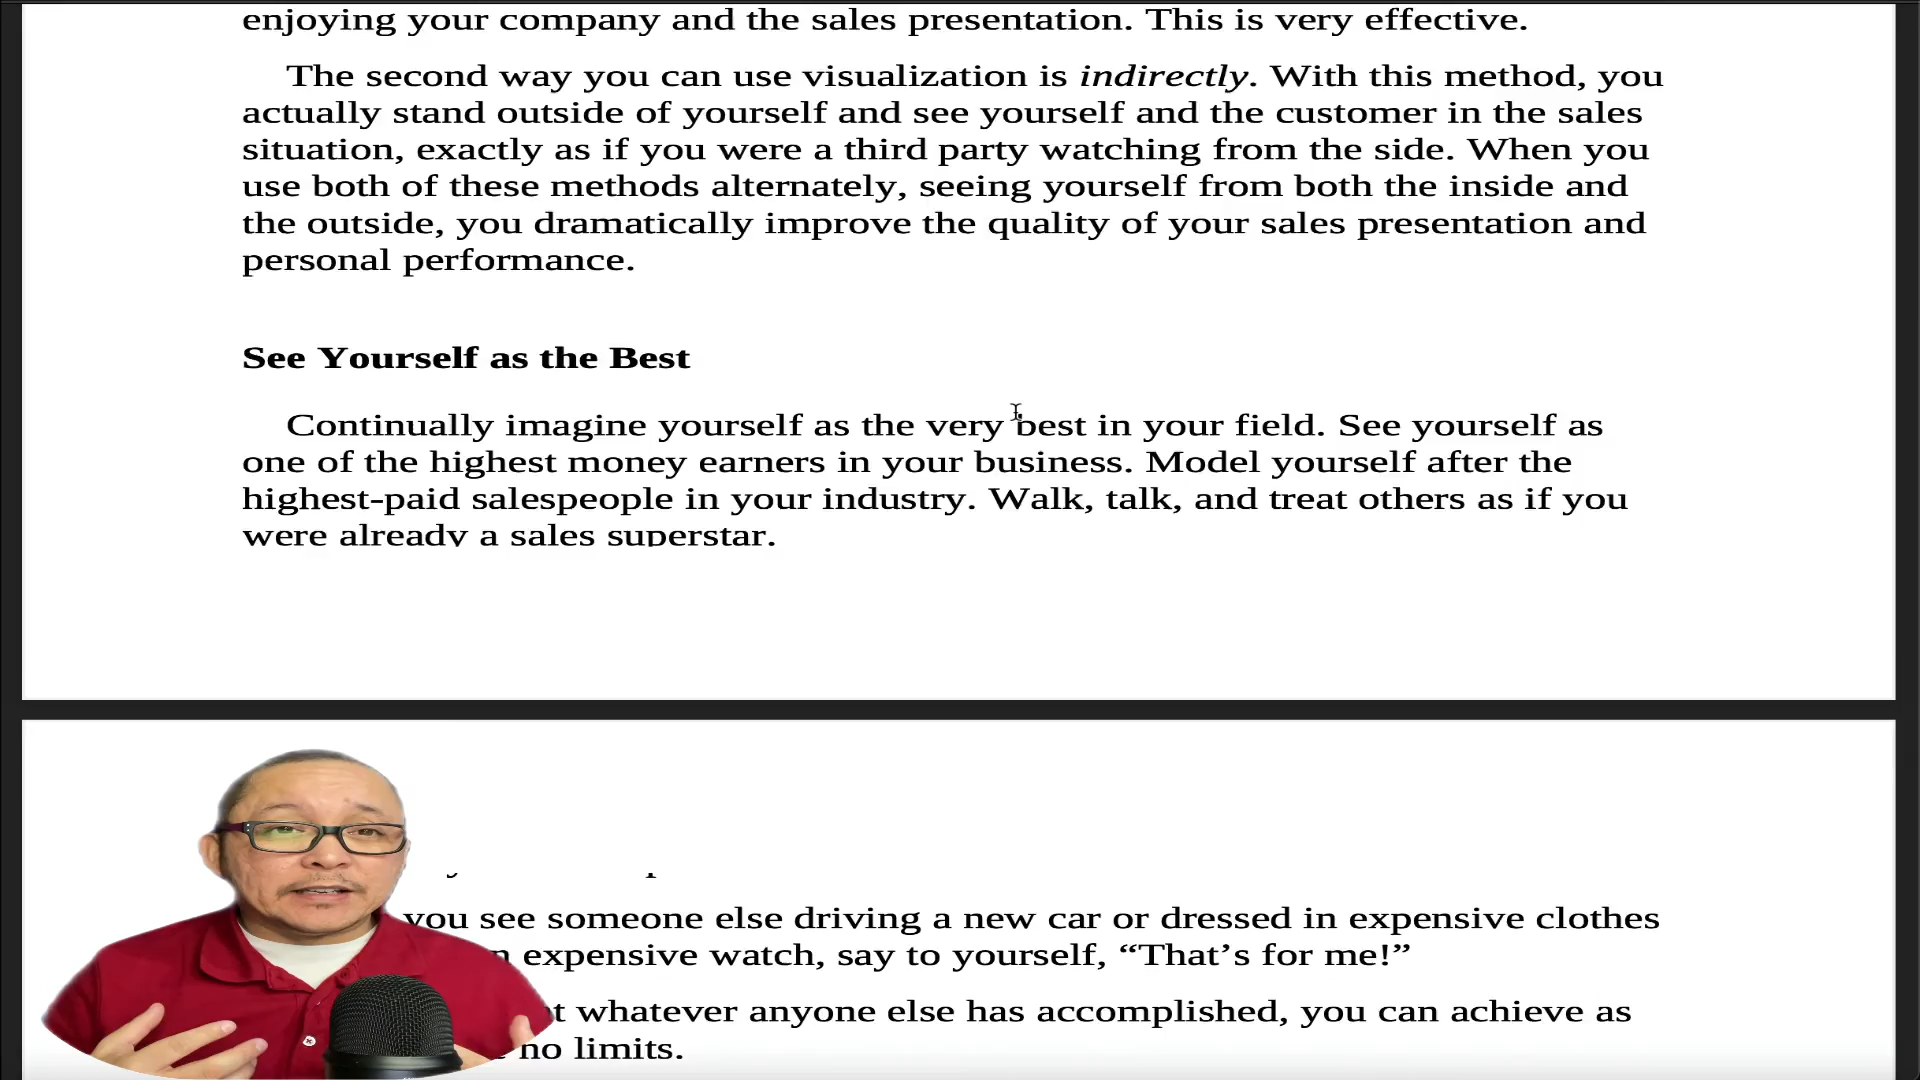 enjoying your company and the sales presentation. This is very effective.
The second way you can use visualization is indirectly. With this method, you
actually stand outside of yourself and see yourself and the customer in the sales
situation, exactly as if you were a third party watching from the side. When you
use both of these methods alternately, seeing yourself from both the inside and
the outside, you dramatically improve the quality of your sales presentation and
personal performance.
See Yourself as the Best
Continually imagine yourself as the very best in your field. See yourself as
one of the highest money earners in your business. Model yourself after the
highest-paid salespeople in your industry. Walk, talk, and treat others as if you
were already a sales superstar.
you see someone else driving a new car or dressed in expensive clothes
expensive watch, say to yourself, “That’s for me!”
whatever anyone else has accomplished, you can achieve as
no limits.